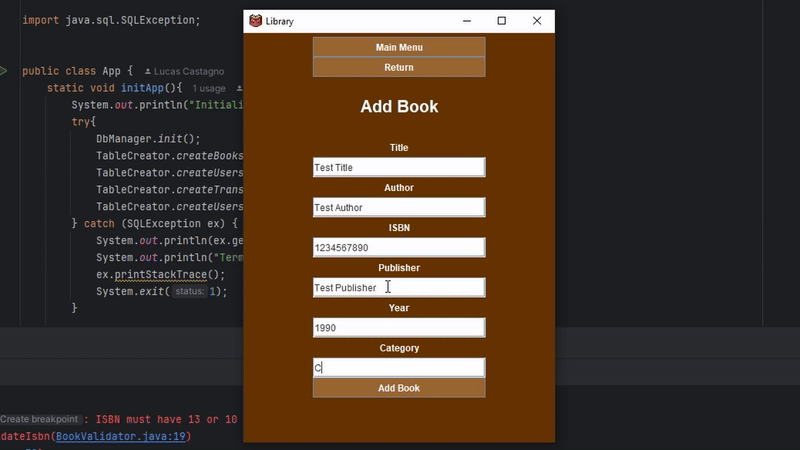 import java.sql.SQLException;
public class App {
Lucas Castagno
static void initApp(){
1 usage
System.out.println("Initiali
try{
DbManager.init();
TableCreator.createBooks
TableCreator.createUsers
TableCreator.createTrans
TableCreator.createUsers
} catch (SQLException ex) {
System.out.println(ex.ge
System.out.println("Term
ex.printStackTrace();
System.exit( status: 1);
}
Create breakpoint : ISBN must have 13 or 10
dateIsbn(BookValidator.java:19)
Library
Main Menu
Return
Add Book
Title
Test Title
Author
Test Author
ISBN
1234567890
Publisher
Test Publisher
Year
1990
Category
C
Add Book